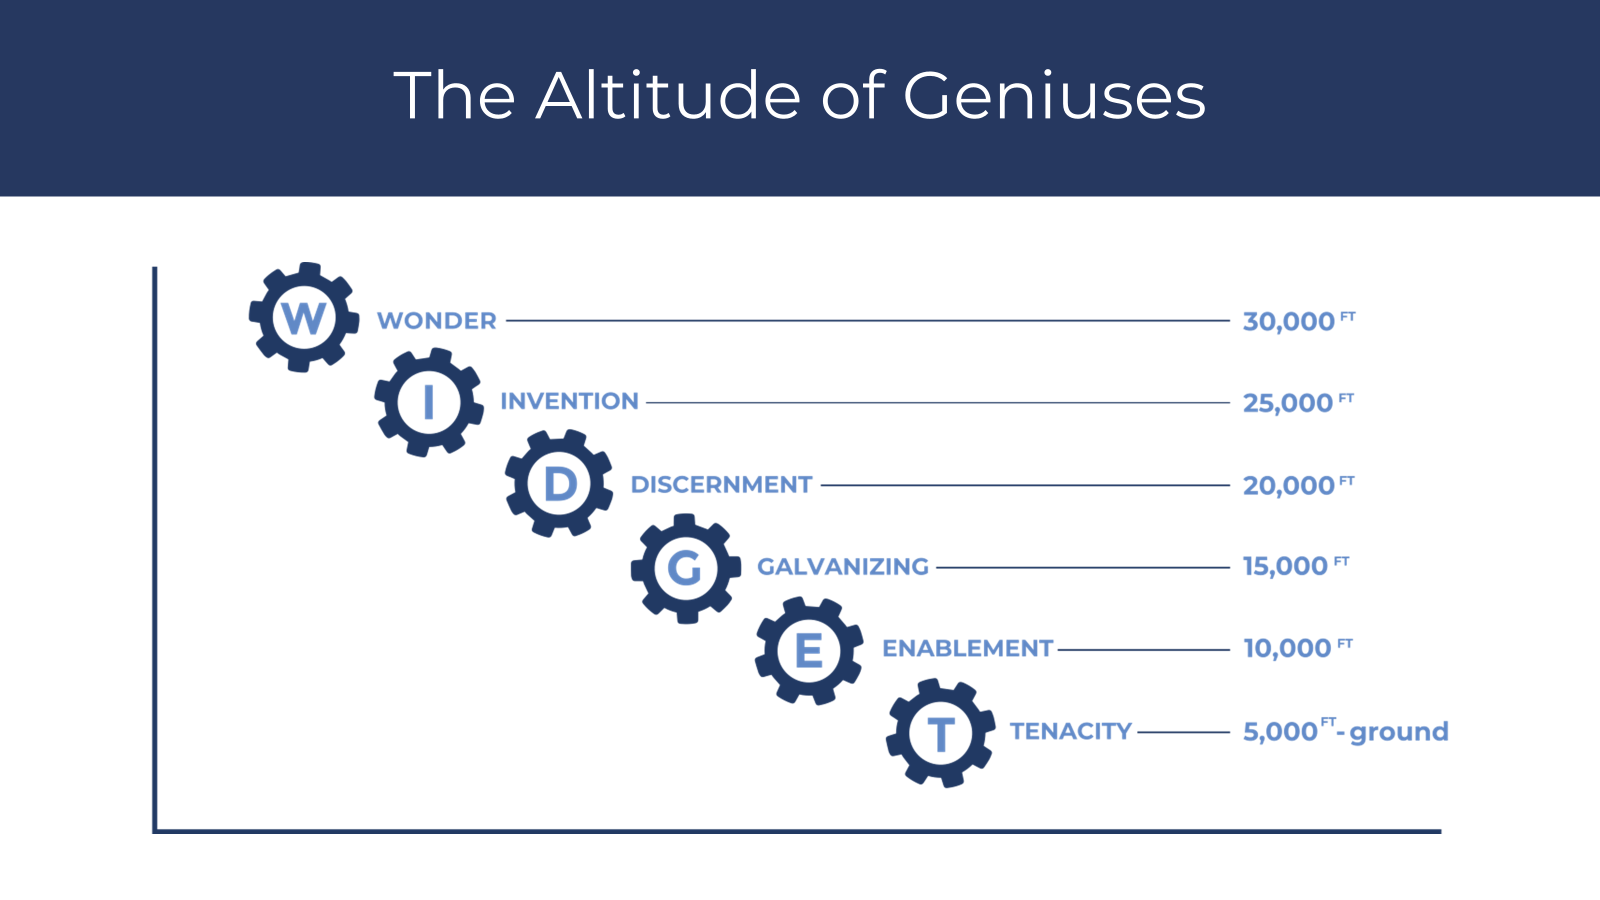 The Altitude of Geniuses
W WONDER 30,000 FT
I INVENTION 25,000 FT
D DISCERNMENT 20,000 FT
G GALVANIZING 15,000 FT
E ENABLEMENT 10,000 FT
T TENACITY 5,000 FT - ground